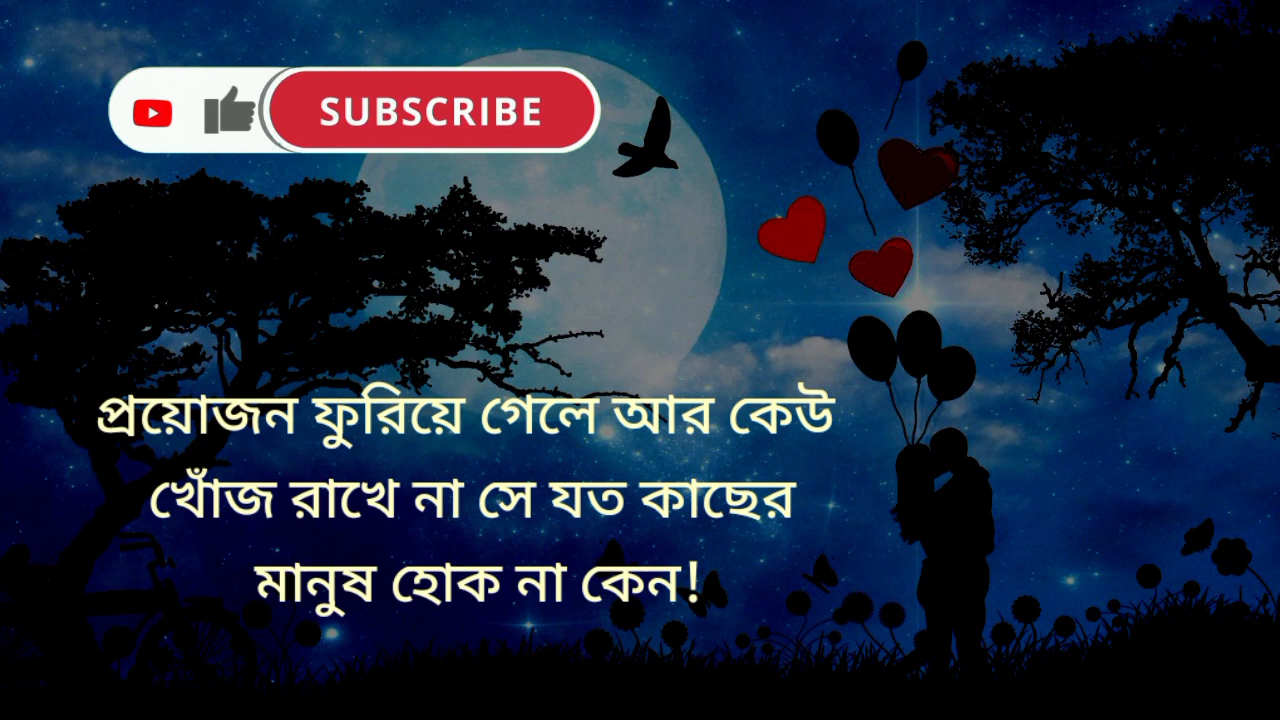 SUBSCRIBE
প্রয়োজন ফুরিয়ে গেলে আর কেউ
খোঁজ রাখে না সে যত কাছের
মানুষ হোক না কেন!